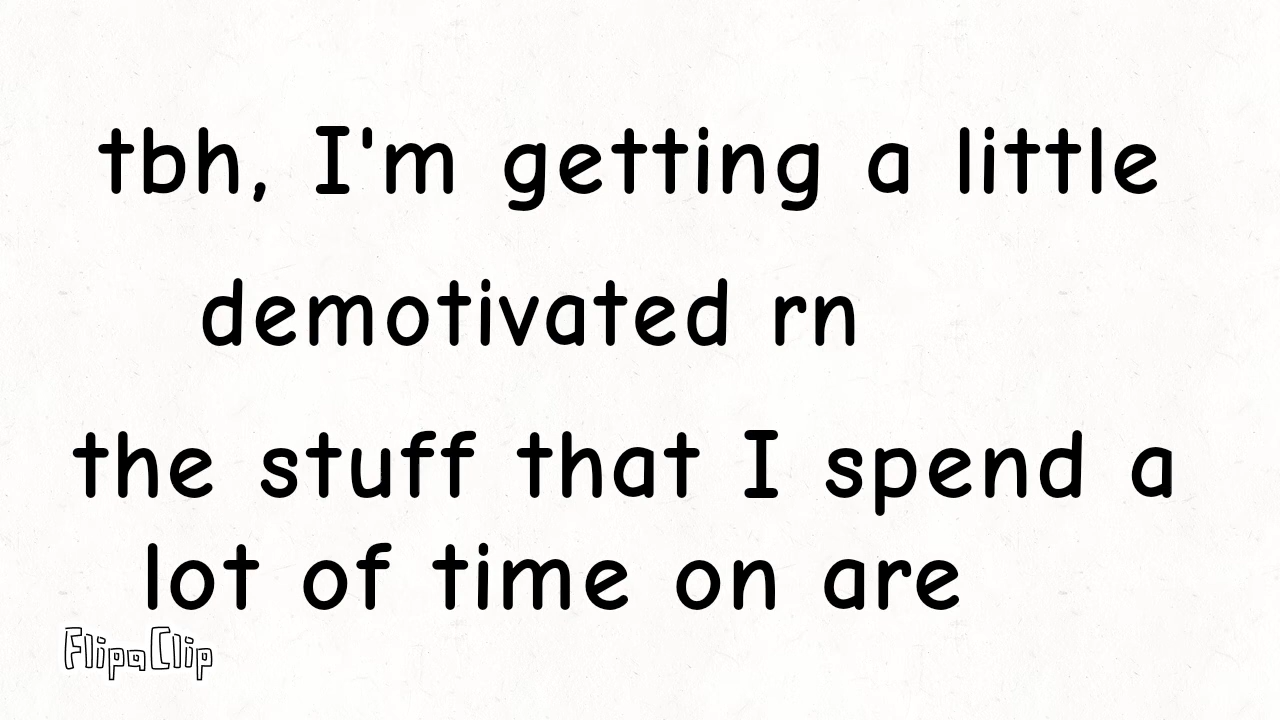 tbh, I'm getting a little
demotivated rn
the stuff that I spend a
lot of time on are
FlipaClip